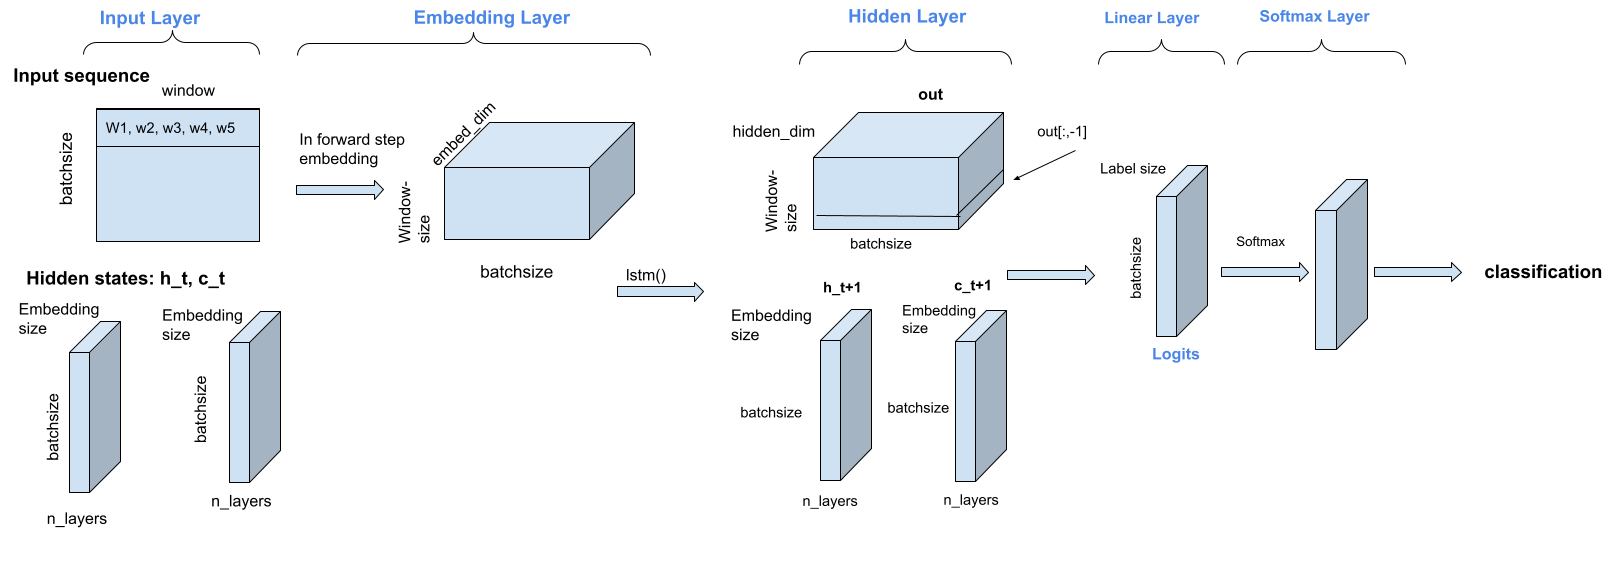 Input Layer
Embedding Layer
Hidden Layer
Linear Layer
Softmax Layer
Input sequence
window
W1, w2, w3, w4, w5
batchsize
In forward step
embedding
embed_dim
Window-
size
batchsize
lstm()
out
hidden_dim
out[:,-1]
Window-
size
batchsize
Label size
batchsize
Logits
Softmax
classification
Hidden states: h_t, c_t
Embedding
size
batchsize
n_layers
Embedding
size
batchsize
n_layers
h_t+1
Embedding
size
batchsize
n_layers
c_t+1
Embedding
size
batchsize
n_layers